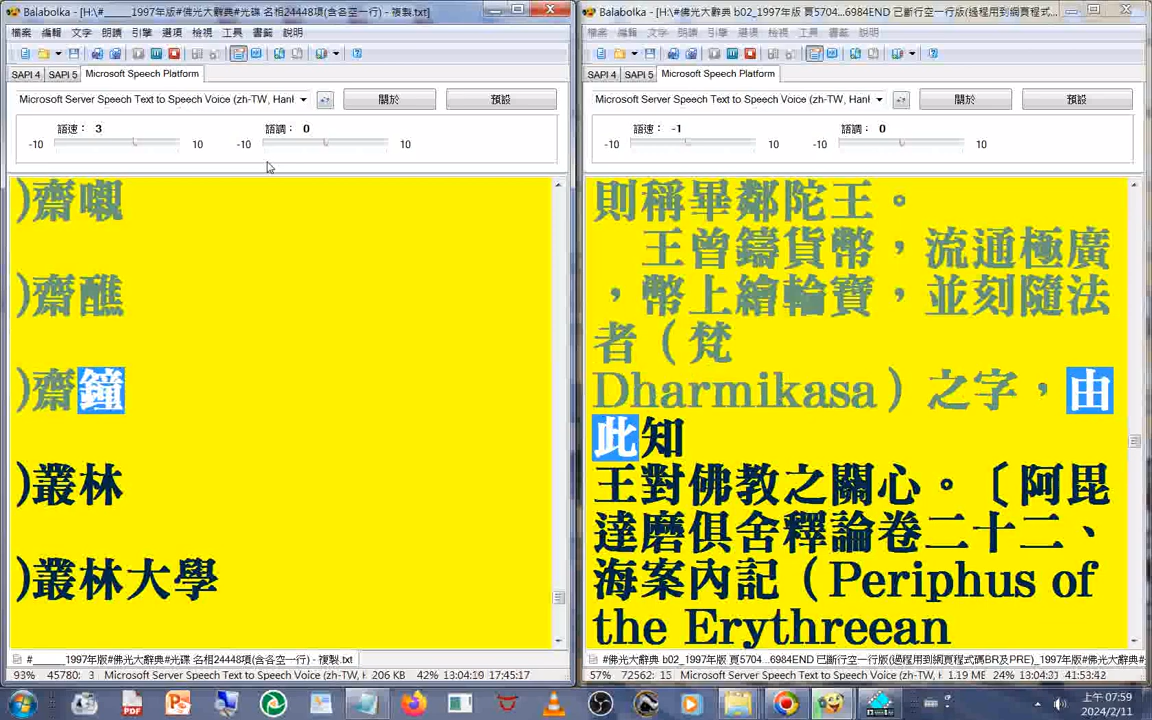 Balabolka - [H:\#_____1997年版#佛光大辭典#光碟 名相24448項(含各空一行) - 複製.txt]
檔案 編輯 文字 朗讀 引擎 選項 檢視 工具 書籤 說明
SAPI 4 SAPI 5 Microsoft Speech Platform
Microsoft Server Speech Text to Speech Voice (zh-TW, Han 關於 預設
語速： 3 語調： 0
-10 10 -10 10
)齋嚫
)齋醮
)齋鐘
)叢林
)叢林大學
#_____1997年版#佛光大辭典#光碟 名相24448項(含各空一行) - 複製.txt
93% 45780: 3 Microsoft Server Speech Text to Speech Voice (zh-TW, 206 KB 42% 13:04:19 17:45:17
Balabolka - [H:\#佛光大辭典 b02_1997年版 頁5704...6984END 已斷行空一行版(過程用到網頁程式...
檔案 編輯 文字 朗讀 引擎 選項 檢視 工具 書籤 說明
SAPI 4 SAPI 5 Microsoft Speech Platform
Microsoft Server Speech Text to Speech Voice (zh-TW, Han 關於 預設
語速： -1 語調： 0
-10 10 -10 10
則稱畢鄰陀王。
王曾鑄貨幣，流通極廣
，幣上繪輪寶，並刻隨法
者（梵
Dharmikasa）之字，由
此知
王對佛教之關心。〔阿毘
達磨俱舍釋論卷二十二、
海案內記（Periphus of
the Erythreean
#佛光大辭典 b02_1997年版 頁5704...6984END 已斷行空一行版(過程用到網頁程式碼BR及PRE)_1997年版#佛光大辭典#
57% 72562: 15 Microsoft Server Speech Text to Speech Voice (zh-TW, 1.19 ME 24% 13:04:3 41:53:42
上午 07:59
2024/2/11